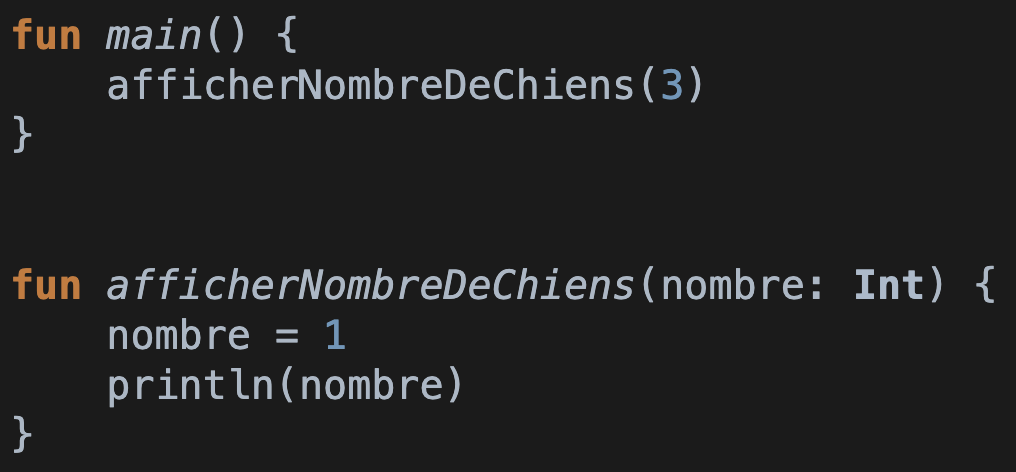 fun main() {
    afficherNombreDeChiens(3)
}
fun afficherNombreDeChiens(nombre: Int) {
    nombre = 1
    println(nombre)
}